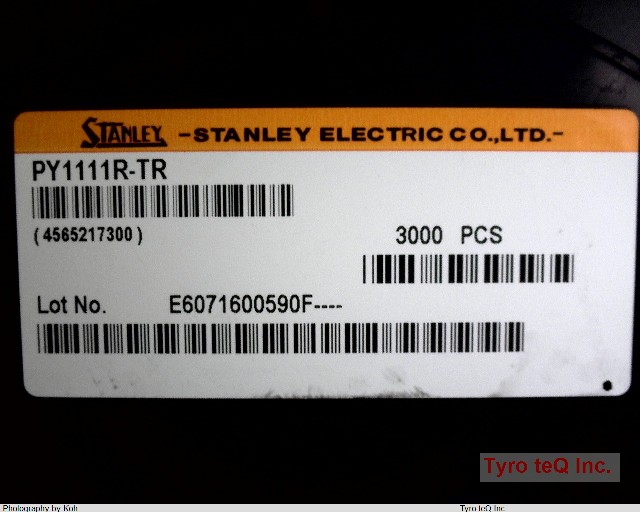 STANLEY -STANLEY ELECTRIC CO.,LTD.-
PY1111R-TR
(4565217300)
3000 PCS
Lot No. E6071600590F----
Tyro teQ Inc.
Photography by Koh Tyro teQ Inc